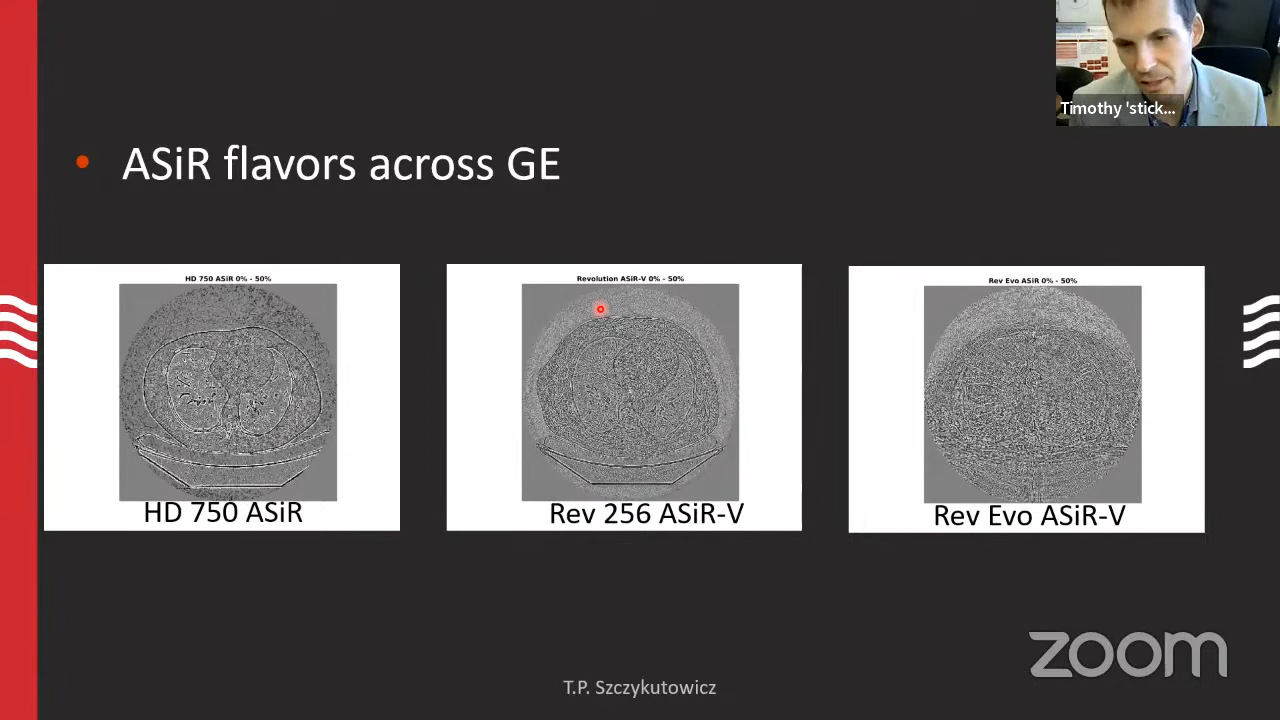 Timothy 'stick...
• ASiR flavors across GE
HD 750 ASiR 0% - 50%
Revolution ASiR-V 0% - 50%
Rev Evo ASiR 0% - 50%
HD 750 ASiR
Rev 256 ASiR-V
Rev Evo ASiR-V
zoom
T.P. Szczykutowicz